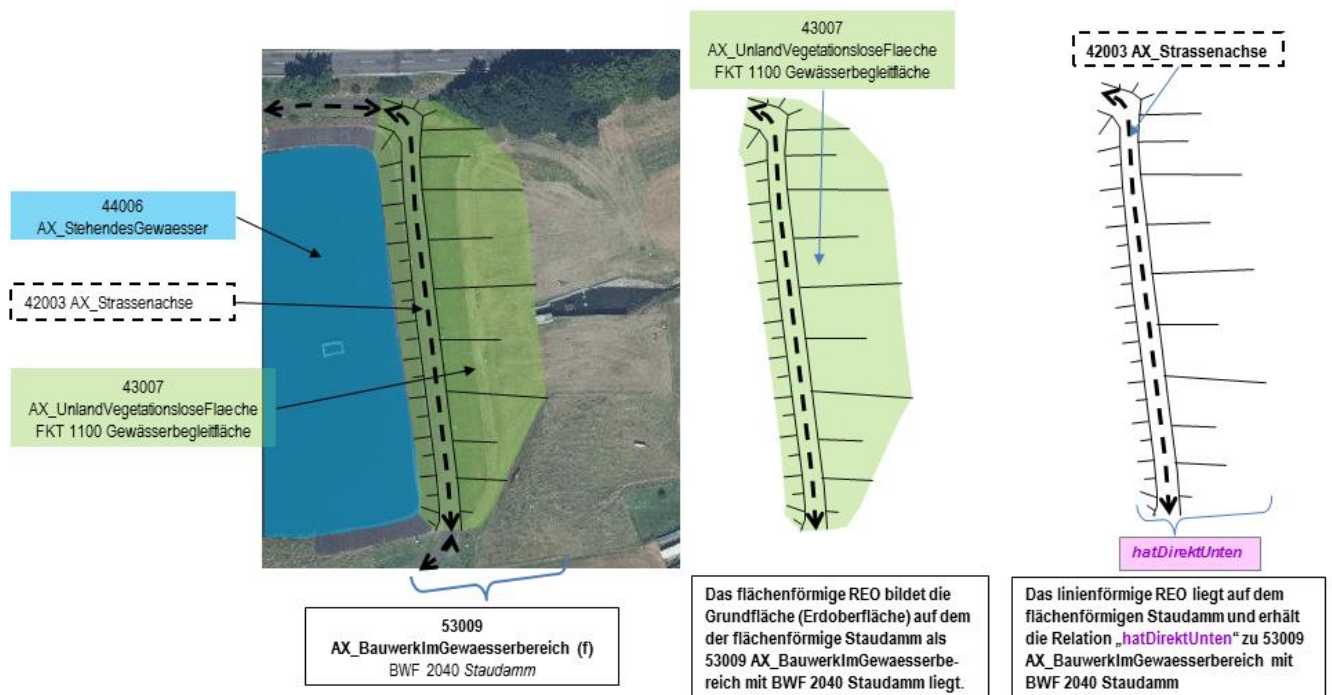 43007
AX_UnlandVegetationsloseFlaeche
FKT 1100 Gewässerbegleitfläche
42003 AX_Strassenachse
44006
AX_StehendesGewaesser
42003 AX_Strassenachse
43007
AX_UnlandVegetationsloseFlaeche
FKT 1100 Gewässerbegleitfläche
hatDirektUnten
53009
AX_BauwerkImGewaesserbereich (f)
BWF 2040 Staudamm
Das flächenförmige REO bildet die
Grundfläche (Erdoberfläche) auf dem
der flächenförmige Staudamm als
53009 AX_BauwerkImGewaesserbe-
reich mit BWF 2040 Staudamm liegt.
Das linienförmige REO liegt auf dem
flächenförmigen Staudamm und erhält
die Relation „hatDirektUnten“ zu 53009
AX_BauwerkImGewaesserbereich mit
BWF 2040 Staudamm